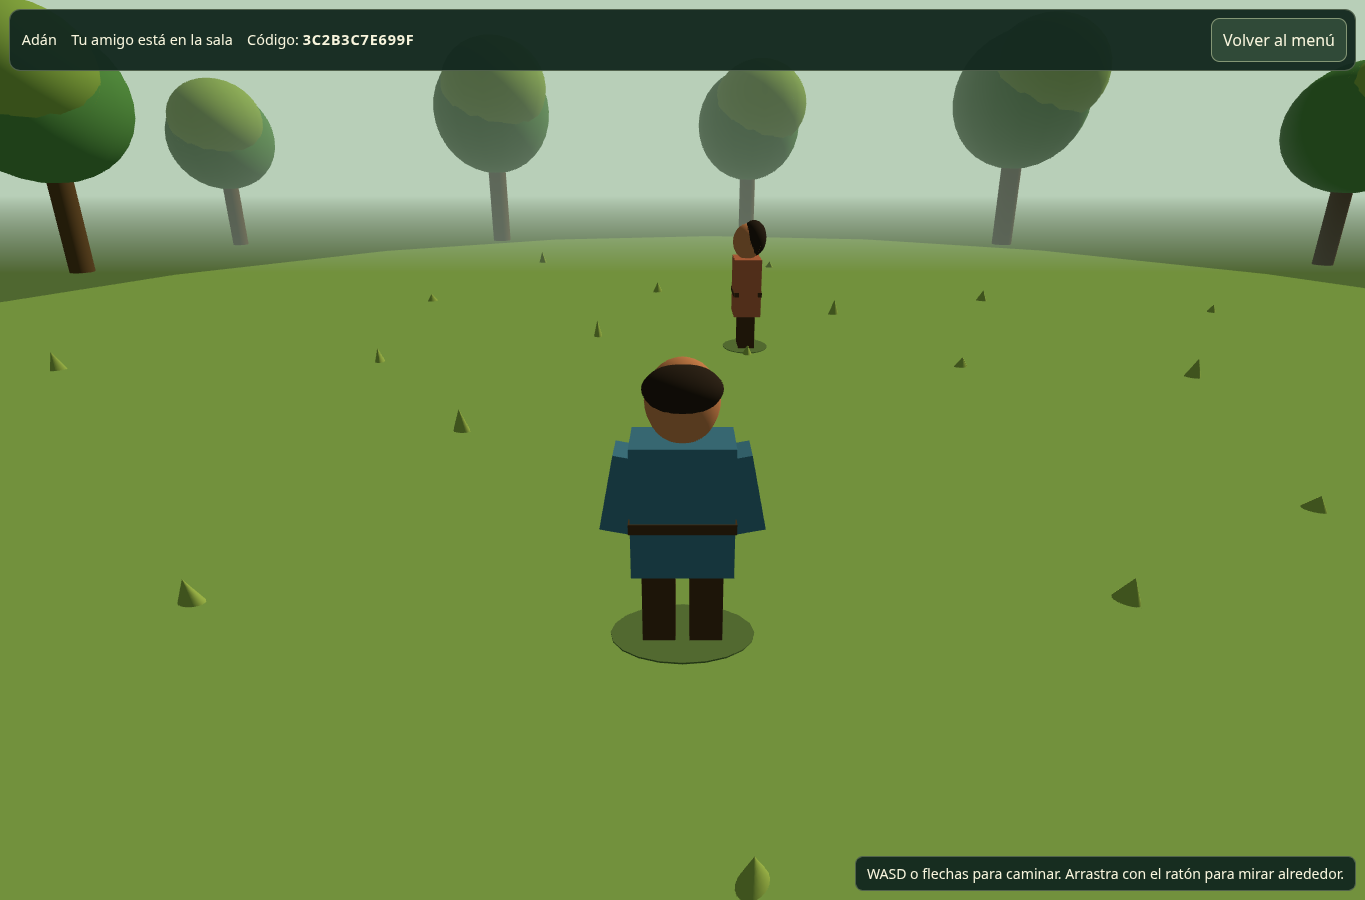 Adán Tu amigo está en la sala Código: 3C2B3C7E699F
Volver al menú
WASD o flechas para caminar. Arrastra con el ratón para mirar alrededor.